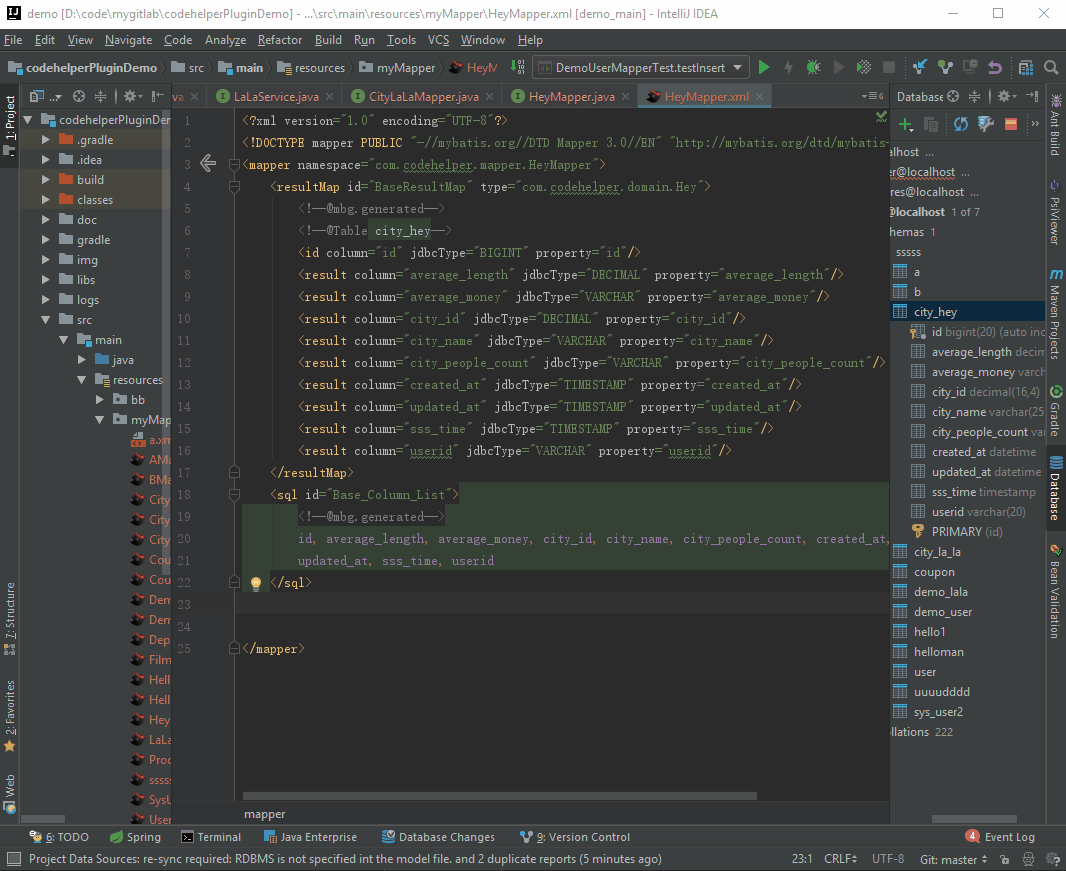 demo [D:\code\mygitlab\codehelperPluginDemo] - ...\src\main\resources\myMapper\HeyMapper.xml [demo_main] - IntelliJ IDEA
File Edit View Navigate Code Analyze Refactor Build Run Tools VCS Window Help
codehelperPluginDemo src main resources myMapper HeyM DemoUserMapperTest.testInsert
va LaLaService.java CityLaLaMapper.java HeyMapper.java HeyMapper.xml 6 Database
1: Project
7: Structure
2: Favorites
Web
codehelperPluginDem
.gradle
.idea
build
classes
doc
gradle
img
libs
logs
src
main
java
resources
bb
myMap
a.xm
AMa
BMa
City
City
City
Cou
Cou
Dem
Dem
Dep
Film
Hell
Hell
Hey
LaLa
Proc
sssss
SysU
User
1 <?xml version="1.0" encoding="UTF-8"?>
2 <!DOCTYPE mapper PUBLIC "-//mybatis.org//DTD Mapper 3.0//EN" "http://mybatis.org/dtd/mybatis-
3 <mapper namespace="com.codehelper.mapper.HeyMapper">
4 <resultMap id="BaseResultMap" type="com.codehelper.domain.Hey">
5 <!--@mbg.generated-->
6 <!--@Table city_hey-->
7 <id column="id" jdbcType="BIGINT" property="id"/>
8 <result column="average_length" jdbcType="DECIMAL" property="average_length"/>
9 <result column="average_money" jdbcType="VARCHAR" property="average_money"/>
10 <result column="city_id" jdbcType="DECIMAL" property="city_id"/>
11 <result column="city_name" jdbcType="VARCHAR" property="city_name"/>
12 <result column="city_people_count" jdbcType="VARCHAR" property="city_people_count"/>
13 <result column="created_at" jdbcType="TIMESTAMP" property="created_at"/>
14 <result column="updated_at" jdbcType="TIMESTAMP" property="updated_at"/>
15 <result column="sss_time" jdbcType="TIMESTAMP" property="sss_time"/>
16 <result column="userid" jdbcType="VARCHAR" property="userid"/>
17 </resultMap>
18 <sql id="Base_Column_List">
19 <!--@mbg.generated-->
20 id, average_length, average_money, city_id, city_name, city_people_count, created_at,
21 updated_at, sss_time, userid
22 </sql>
23
24
25 </mapper>
mapper
alhost ...
er@localhost ...
res@localhost ...
@localhost 1 of 7
hemas 1
sssss
a
b
city_hey
id bigint(20) (auto inc
average_length decim
average_money varch
city_id decimal(16,4)
city_name varchar(25
city_people_count va
created_at datetime
updated_at datetime
sss_time timestamp
userid varchar(20)
PRIMARY (id)
city_la_la
coupon
demo_lala
demo_user
hello1
helloman
user
uuuudddd
sys_user2
llations 222
Ant Build
PsiViewer
Maven Projects
Gradle
Database
Bean Validation
6: TODO Spring Terminal Java Enterprise Database Changes 9: Version Control 4 Event Log
Project Data Sources: re-sync required: RDBMS is not specified int the model file. and 2 duplicate reports (5 minutes ago) 23:1 CRLF UTF-8 Git: master